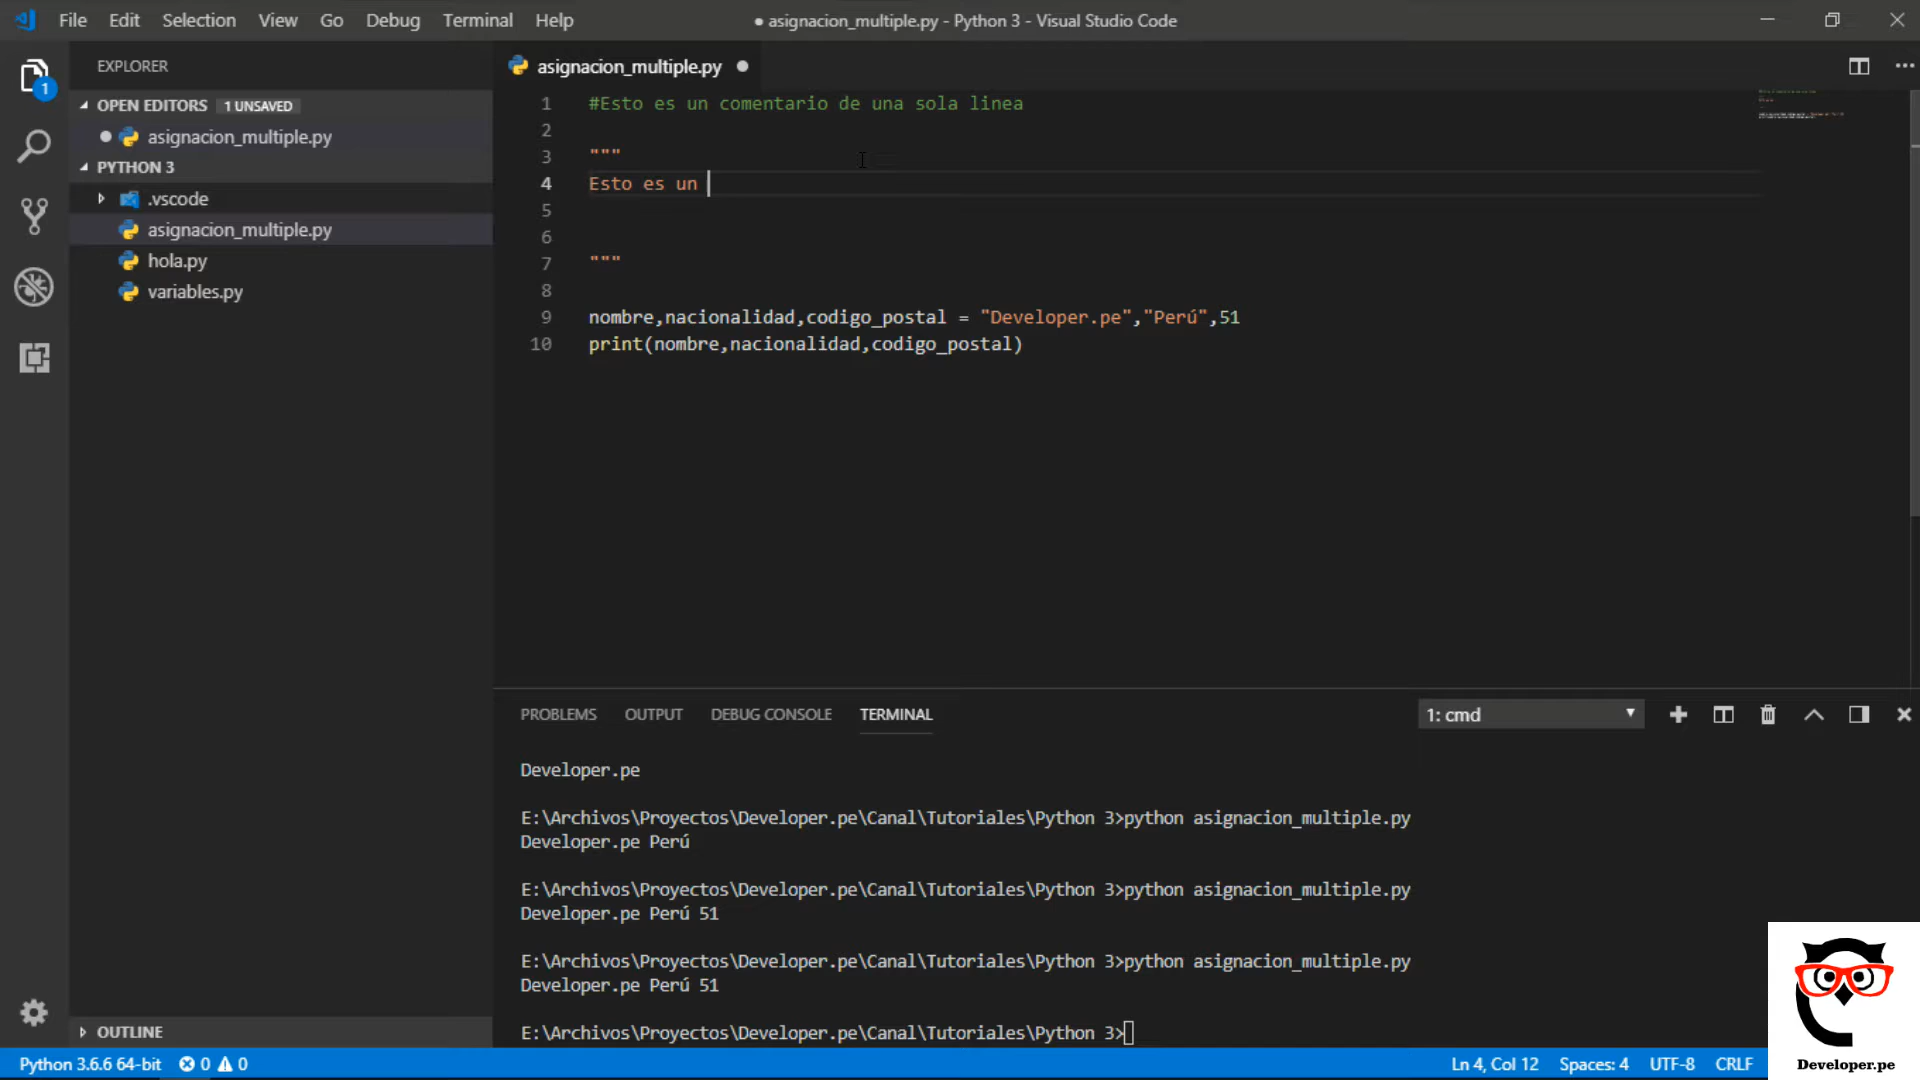 File Edit Selection View Go Debug Terminal Help
● asignacion_multiple.py - Python 3 - Visual Studio Code
EXPLORER
OPEN EDITORS 1 UNSAVED
asignacion_multiple.py
PYTHON 3
.vscode
asignacion_multiple.py
hola.py
variables.py
OUTLINE
1
asignacion_multiple.py
1 #Esto es un comentario de una sola linea
2
3 """
4 Esto es un
5
6
7 """
8
9 nombre,nacionalidad,codigo_postal = "Developer.pe","Perú",51
10 print(nombre,nacionalidad,codigo_postal)
PROBLEMS OUTPUT DEBUG CONSOLE TERMINAL
1: cmd
Developer.pe
E:\Archivos\Proyectos\Developer.pe\Canal\Tutoriales\Python 3>python asignacion_multiple.py
Developer.pe Perú
E:\Archivos\Proyectos\Developer.pe\Canal\Tutoriales\Python 3>python asignacion_multiple.py
Developer.pe Perú 51
E:\Archivos\Proyectos\Developer.pe\Canal\Tutoriales\Python 3>python asignacion_multiple.py
Developer.pe Perú 51
E:\Archivos\Proyectos\Developer.pe\Canal\Tutoriales\Python 3>
Python 3.6.6 64-bit 0 0
Ln 4, Col 12 Spaces: 4 UTF-8 CRLF
Developer.pe